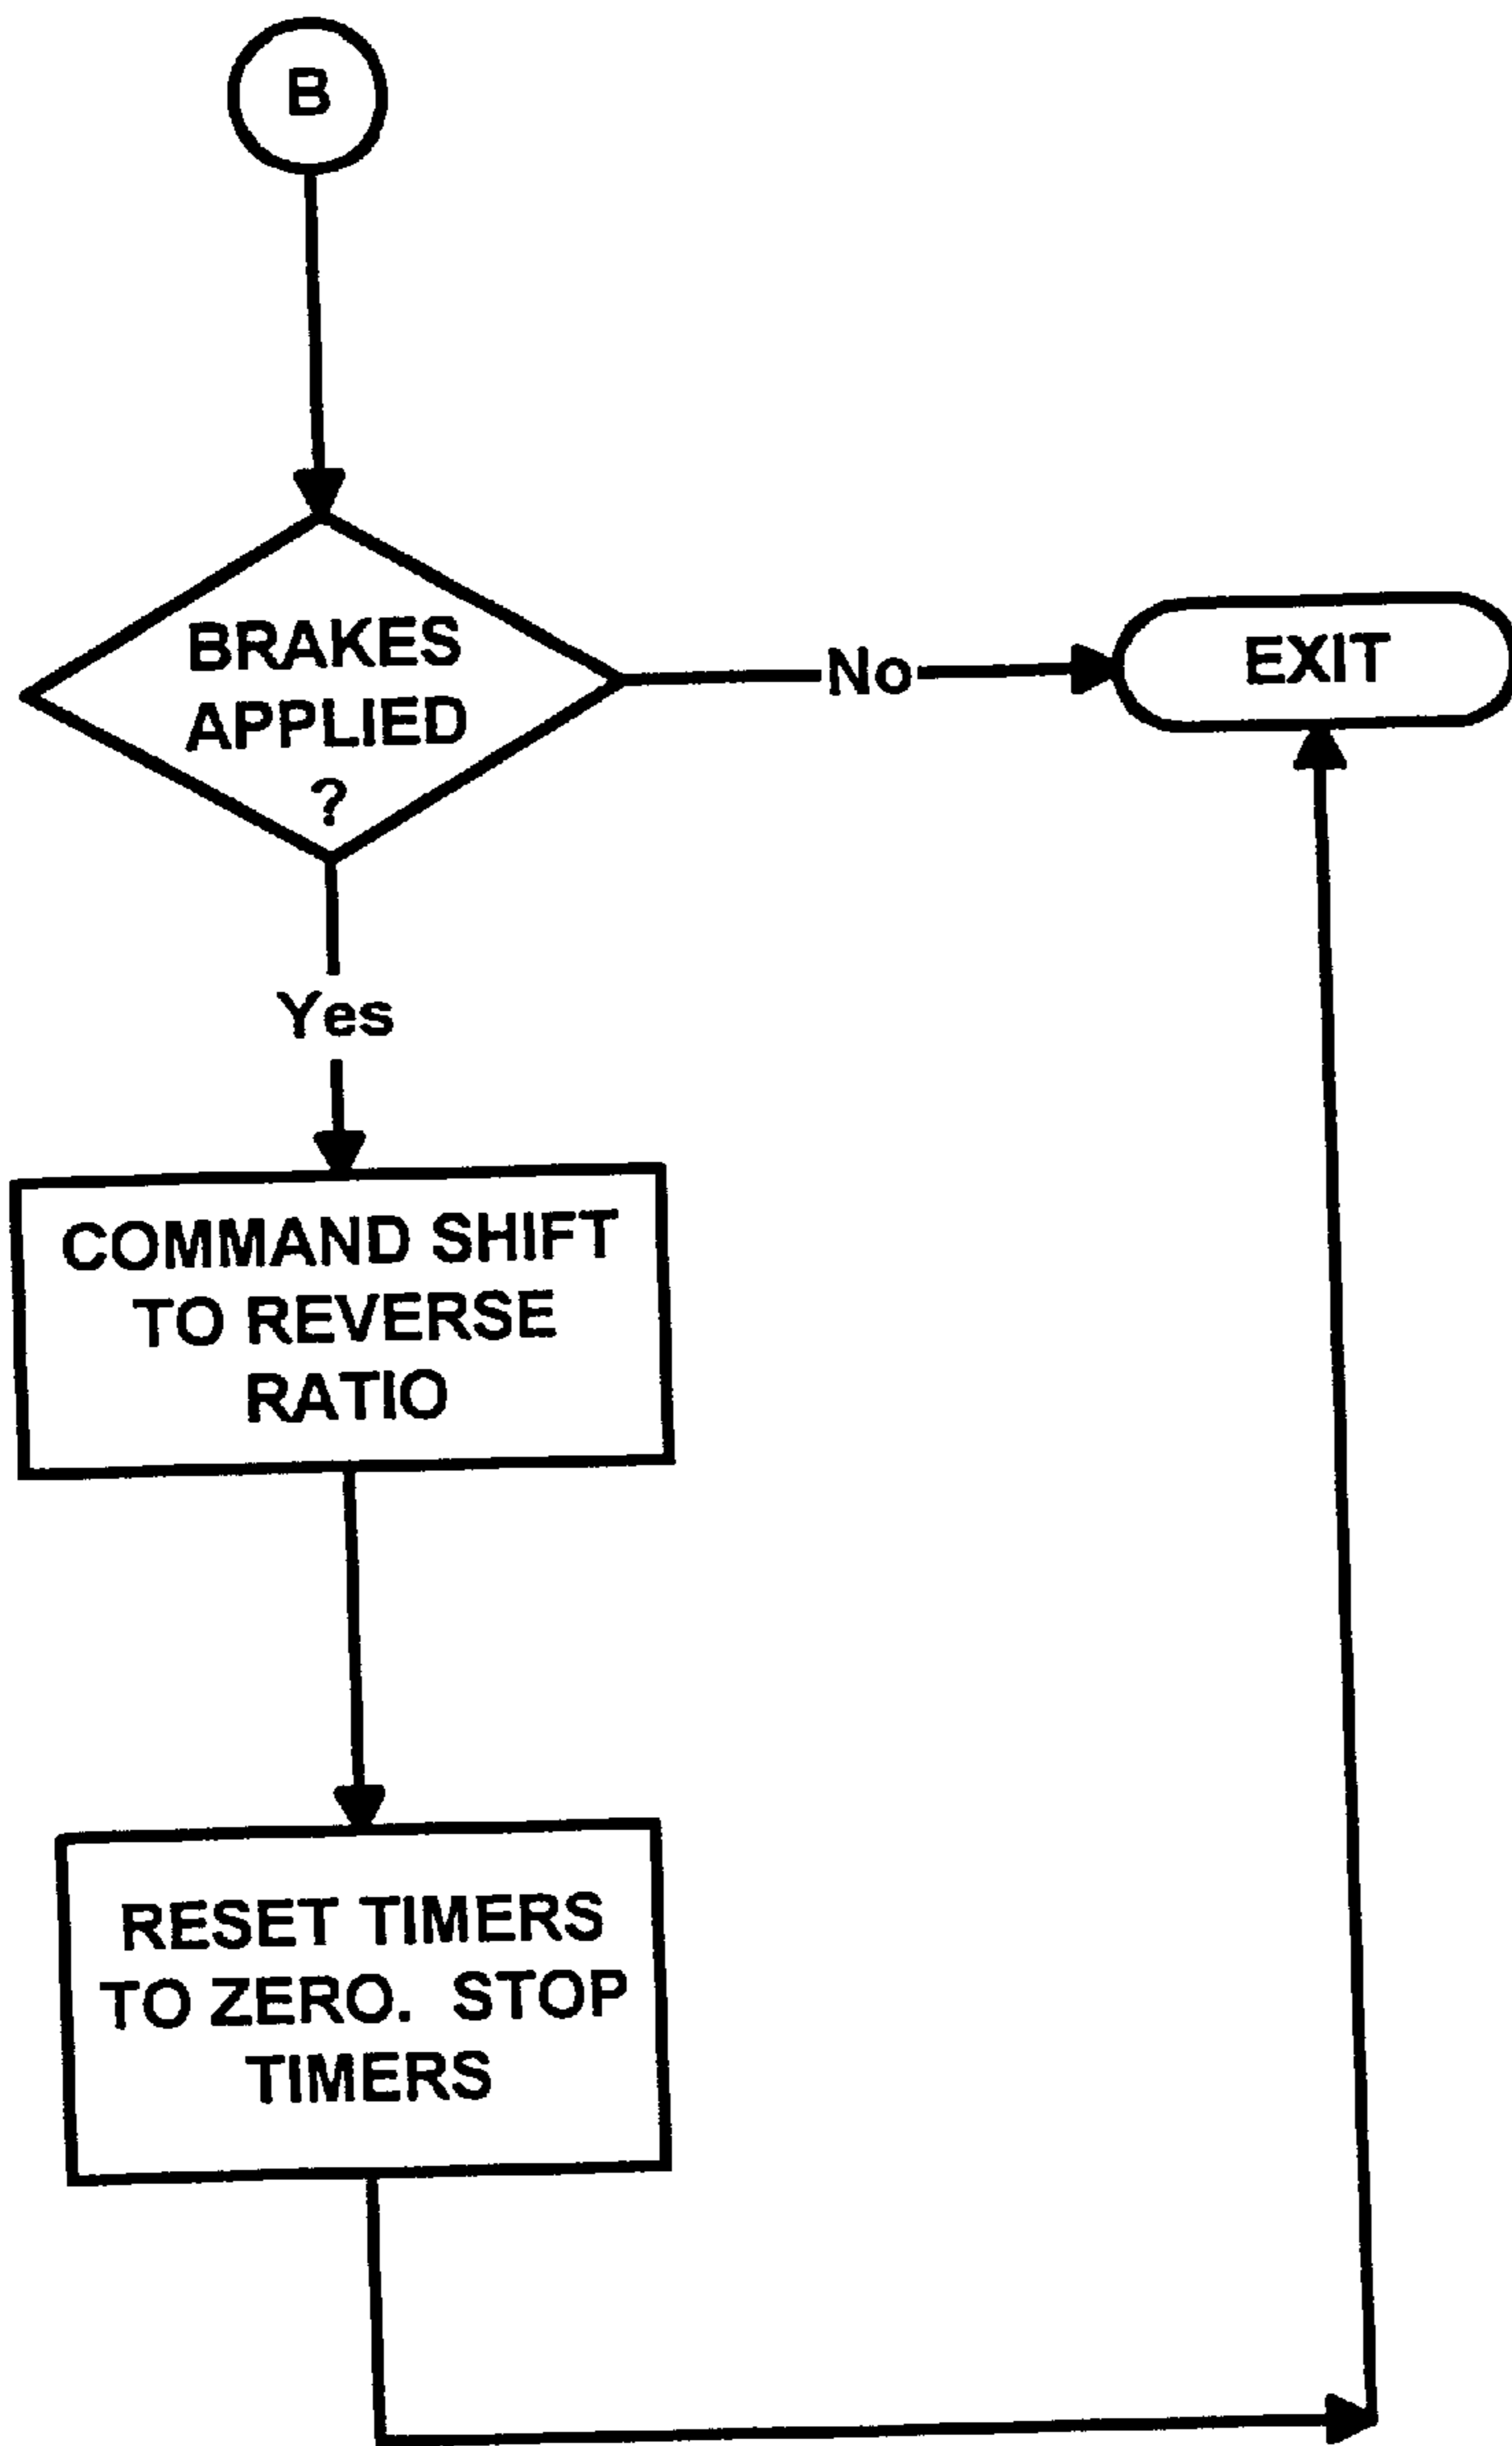 B
BRAKES
APPLIED
?
No
EXIT
Yes
COMMAND SHIFT
TO REVERSE
RATIO
RESET TIMERS
TO ZERO. STOP
TIMERS